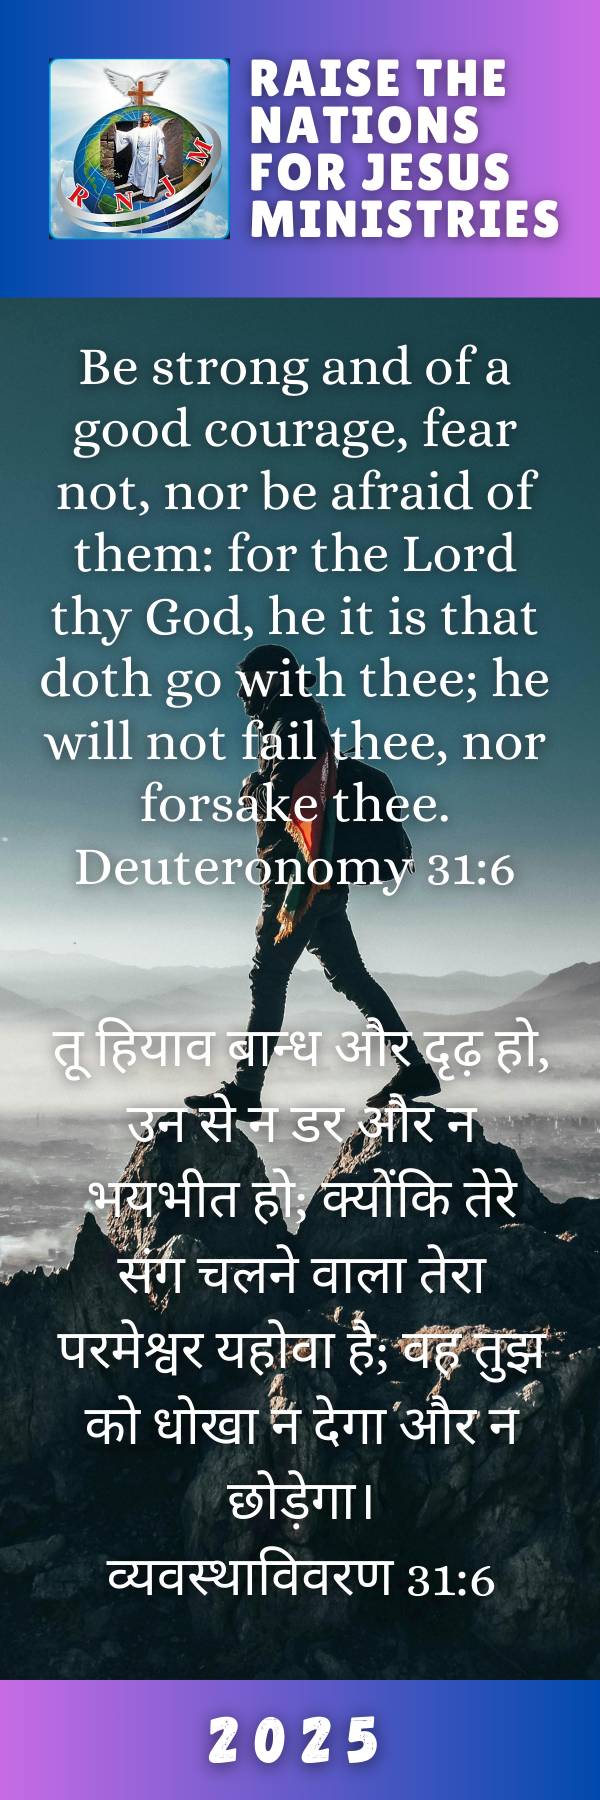 RNJM
RAISE THE
NATIONS
FOR JESUS
MINISTRIES
Be strong and of a
good courage, fear
not, nor be afraid of
them: for the Lord
thy God, he it is that
doth go with thee; he
will not fail thee, nor
forsake thee.
Deuteronomy 31:6
तू हियाव बान्ध और दृढ़ हो,
उन से न डर और न
भयभीत हो; क्योंकि तेरे
संग चलने वाला तेरा
परमेश्वर यहोवा है; वह तुझ
को धोखा न देगा और न
छोड़ेगा।
व्यवस्थाविवरण 31:6
2025